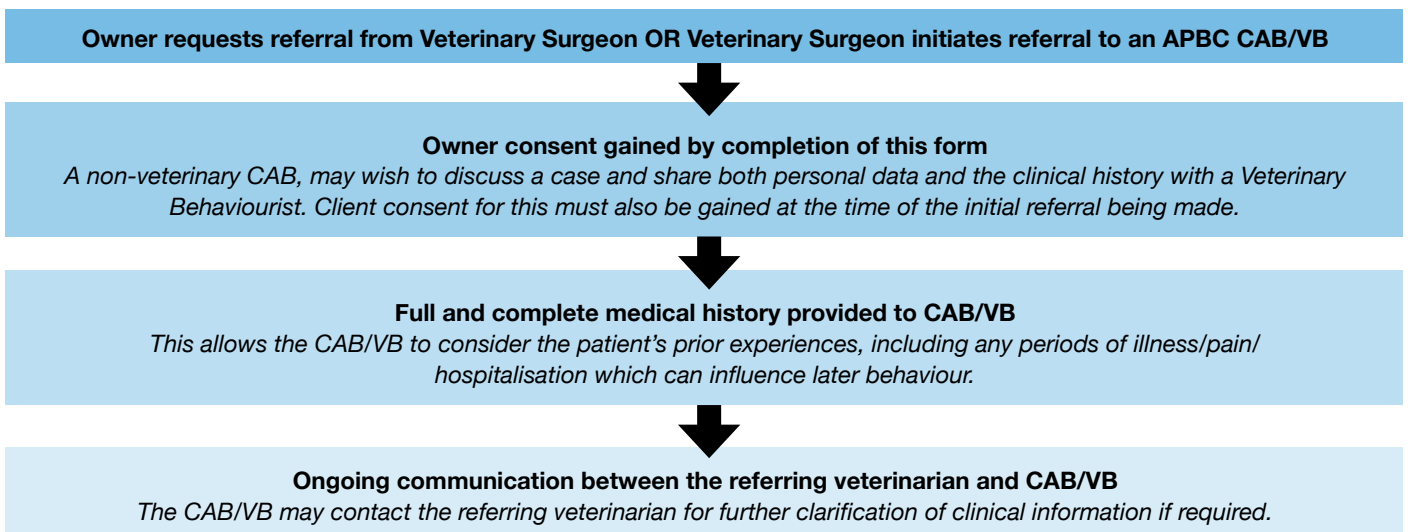 Owner requests referral from Veterinary Surgeon OR Veterinary Surgeon initiates referral to an APBC CAB/VB
Owner consent gained by completion of this form
A non-veterinary CAB, may wish to discuss a case and share both personal data and the clinical history with a Veterinary
Behaviourist. Client consent for this must also be gained at the time of the initial referral being made.
Full and complete medical history provided to CAB/VB
This allows the CAB/VB to consider the patient's prior experiences, including any periods of illness/pain/
hospitalisation which can influence later behaviour.
Ongoing communication between the referring veterinarian and CAB/VB
The CAB/VB may contact the referring veterinarian for further clarification of clinical information if required.